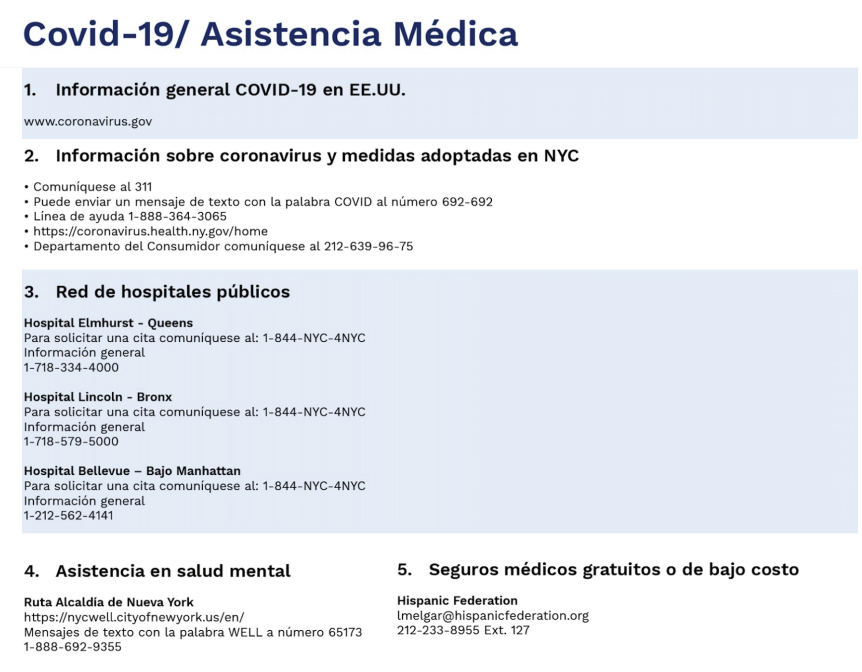 Covid-19/ Asistencia Médica
1. Información general COVID-19 en EE.UU.
www.coronavirus.gov
2. Información sobre coronavirus y medidas adoptadas en NYC
• Comuníquese al 311
• Puede enviar un mensaje de texto con la palabra COVID al número 692-692
• Línea de ayuda 1-888-364-3065
• https://coronavirus.health.ny.gov/home
• Departamento del Consumidor comuníquese al 212-639-96-75
3. Red de hospitales públicos
Hospital Elmhurst - Queens
Para solicitar una cita comuníquese al: 1-844-NYC-4NYC
Información general
1-718-334-4000
Hospital Lincoln - Bronx
Para solicitar una cita comuníquese al: 1-844-NYC-4NYC
Información general
1-718-579-5000
Hospital Bellevue – Bajo Manhattan
Para solicitar una cita comuníquese al: 1-844-NYC-4NYC
Información general
1-212-562-4141
4. Asistencia en salud mental
Ruta Alcaldía de Nueva York
https://nycwell.cityofnewyork.us/en/
Mensajes de texto con la palabra WELL a número 65173
1-888-692-9355
5. Seguros médicos gratuitos o de bajo costo
Hispanic Federation
lmelgar@hispanicfederation.org
212-233-8955 Ext. 127